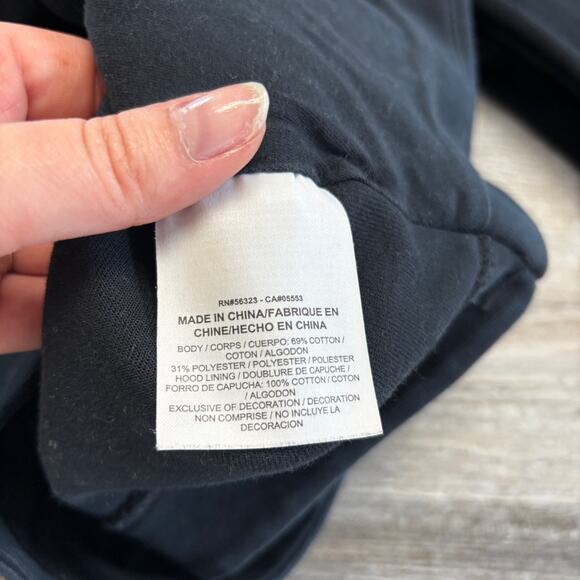 RN#56323 - CA#05553
MADE IN CHINA/FABRIQUE EN
CHINE/HECHO EN CHINA
BODY / CORPS / CUERPO: 69% COTTON /
COTON / ALGODON
31% POLYESTER / POLYESTER / POLIESTER
HOOD LINING / DOUBLURE DE CAPUCHE /
FORRO DE CAPUCHA: 100% COTTON / COTON
/ ALGODON
EXCLUSIVE OF DECORATION / DECORATION
NON COMPRISE / NO INCLUYE LA
DECORACION